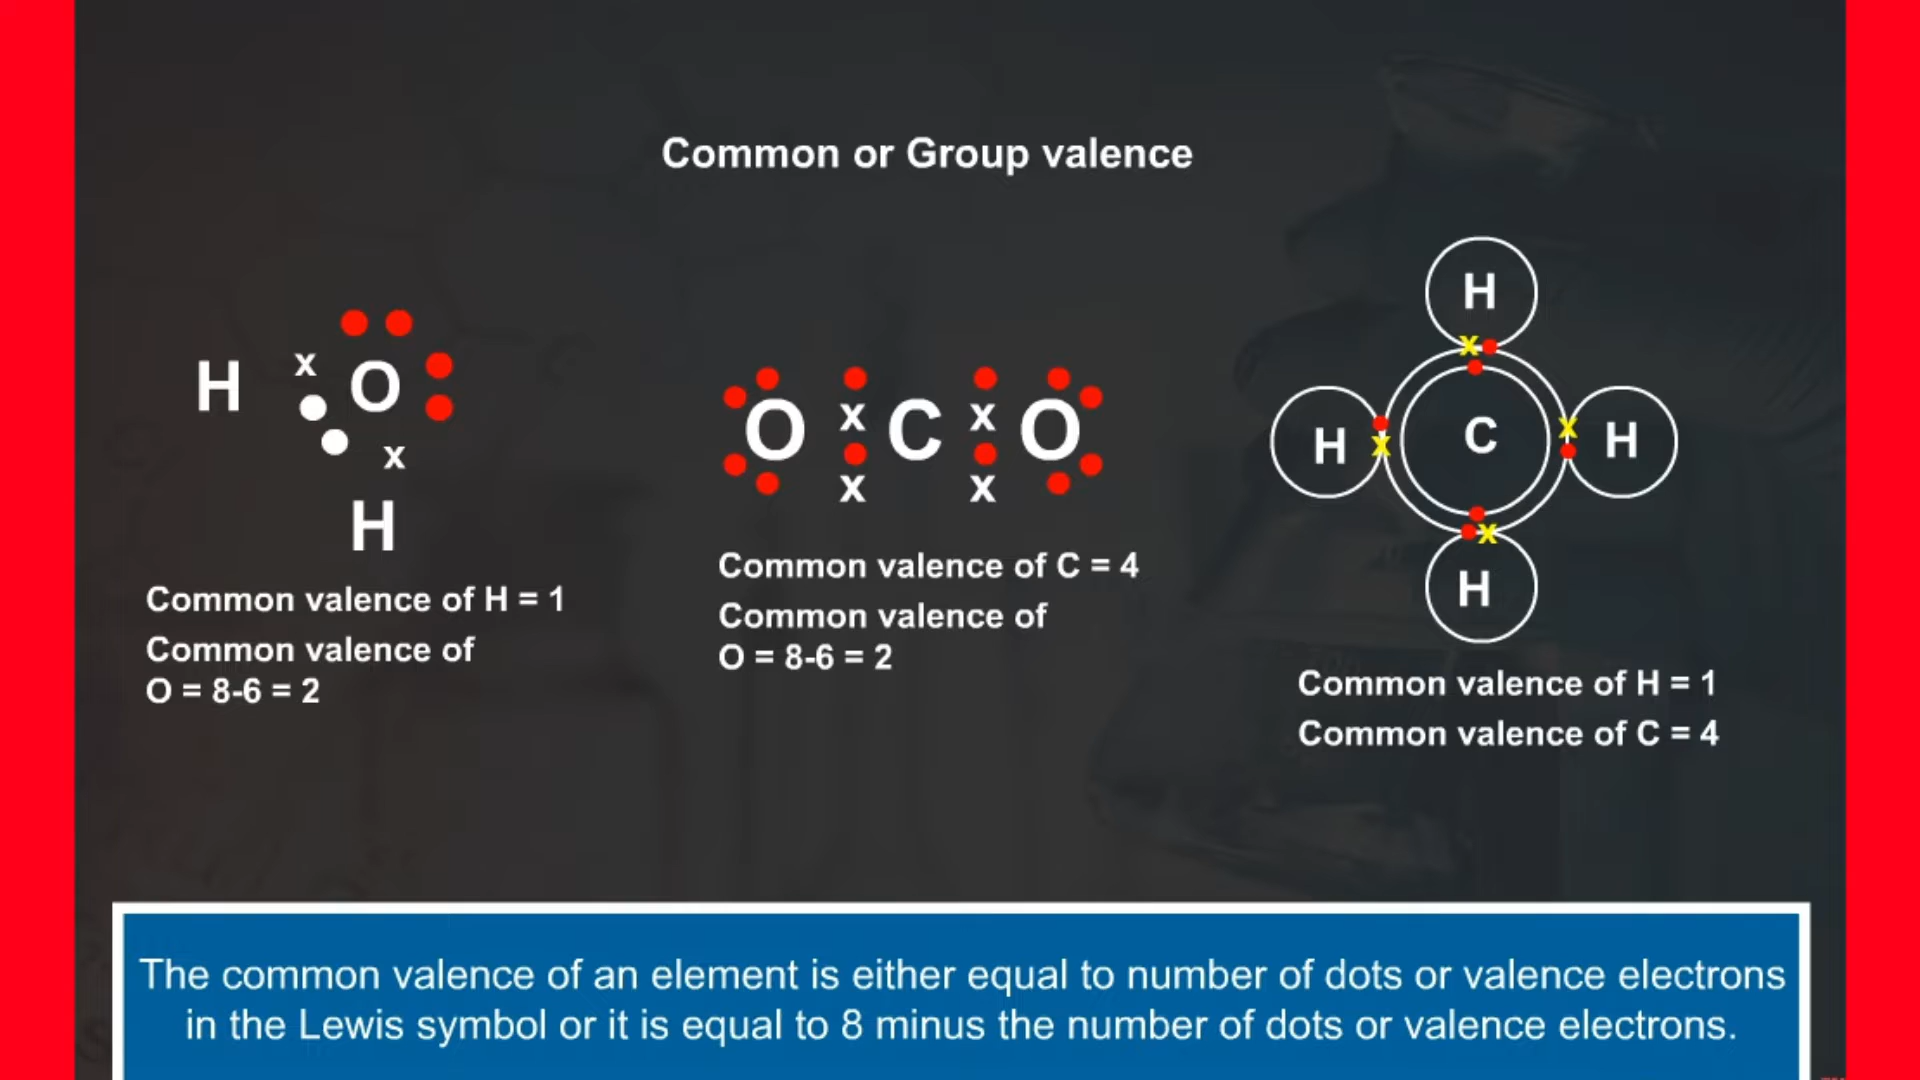 Common or Group valence
H x O
x
H
Common valence of H = 1
Common valence of
O = 8-6 = 2
O x C x O
x x
Common valence of C = 4
Common valence of
O = 8-6 = 2
H
x
H x C x H
x
H
Common valence of H = 1
Common valence of C = 4
The common valence of an element is either equal to number of dots or valence electrons
in the Lewis symbol or it is equal to 8 minus the number of dots or valence electrons.